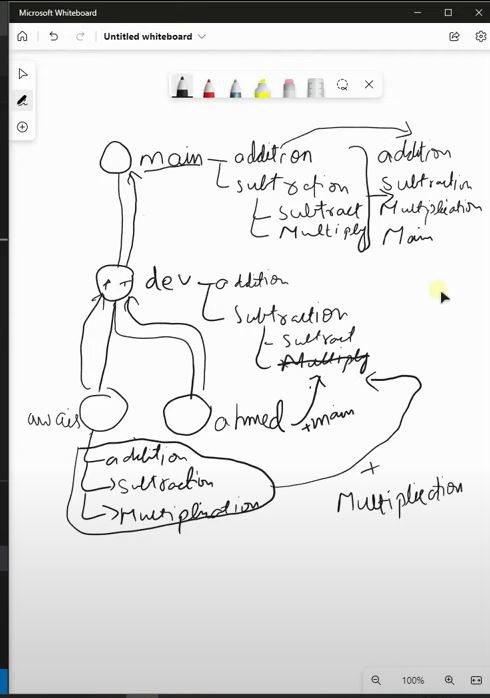 Microsoft Whiteboard
Untitled whiteboard
main addition addition
subtraction subtraction
subtract Multiplication
Multiply Main
dev addition
Subtraction
Subtract
Multiply
awais ahmed +main
addition
Subtraction
Multiplication
+
Multiplication
100%